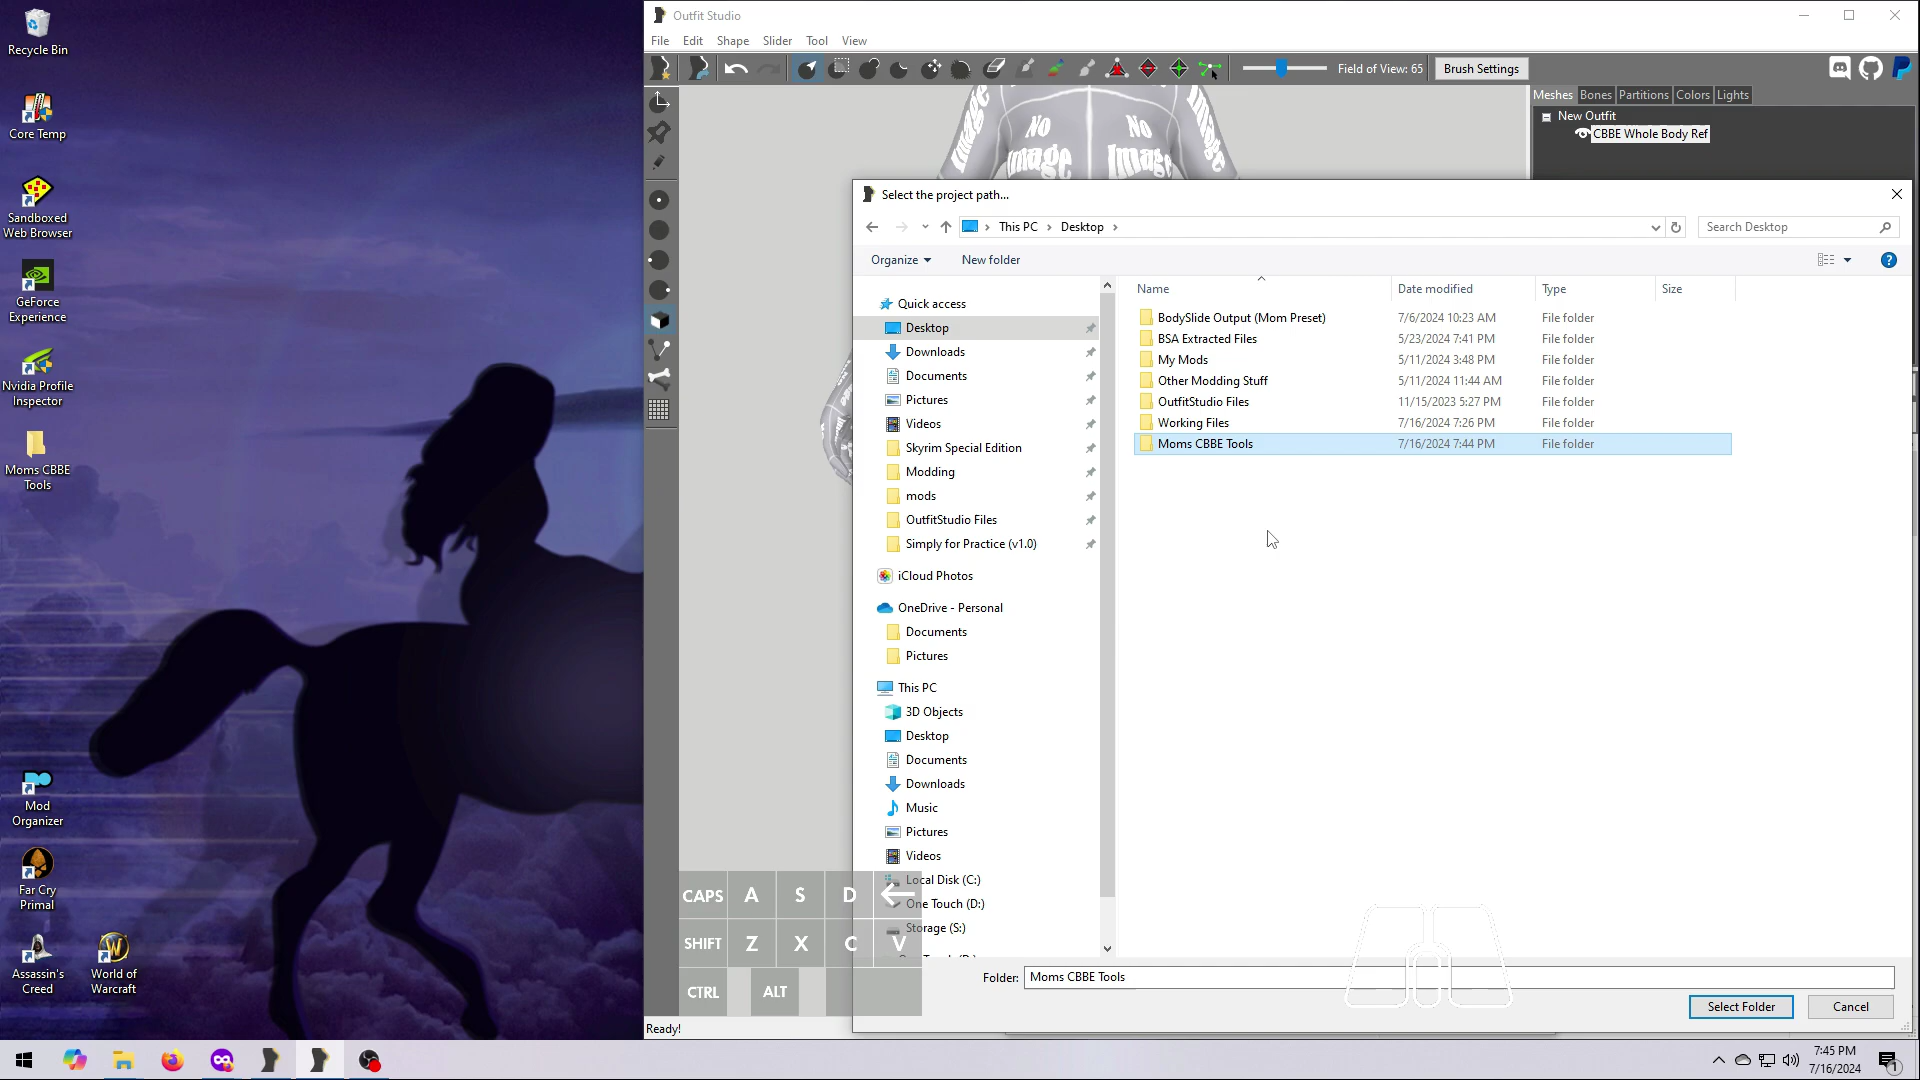 Recycle Bin
Core Temp
Sandboxed
Web Browser
GeForce
Experience
Nvidia Profile
Inspector
Moms CBBE
Tools
Mod
Organizer
Far Cry
Primal
Assassin's
Creed
World of
Warcraft
Outfit Studio
File Edit Shape Slider Tool View
Field of View: 65
Brush Settings
Meshes Bones Partitions Colors Lights
New Outfit
CBBE Whole Body Ref
No
Image
No
Image
Image
Image
Select the project path...
This PC > Desktop >
Search Desktop
Organize
New folder
Quick access
Desktop
Downloads
Documents
Pictures
Videos
Skyrim Special Edition
Modding
mods
OutfitStudio Files
Simply for Practice (v1.0)
iCloud Photos
OneDrive - Personal
Documents
Pictures
This PC
3D Objects
Desktop
Documents
Downloads
Music
Pictures
Videos
Local Disk (C:)
One Touch (D:)
Storage (S:)
Name Date modified Type Size
BodySlide Output (Mom Preset) 7/6/2024 10:23 AM File folder
BSA Extracted Files 5/23/2024 7:41 PM File folder
My Mods 5/11/2024 3:48 PM File folder
Other Modding Stuff 5/11/2024 11:44 AM File folder
OutfitStudio Files 11/15/2023 5:27 PM File folder
Working Files 7/16/2024 7:26 PM File folder
Moms CBBE Tools 7/16/2024 7:44 PM File folder
Folder: Moms CBBE Tools
Select Folder
Cancel
CAPS A S D
SHIFT Z X C V
CTRL ALT
Ready!
7:45 PM
7/16/2024
1